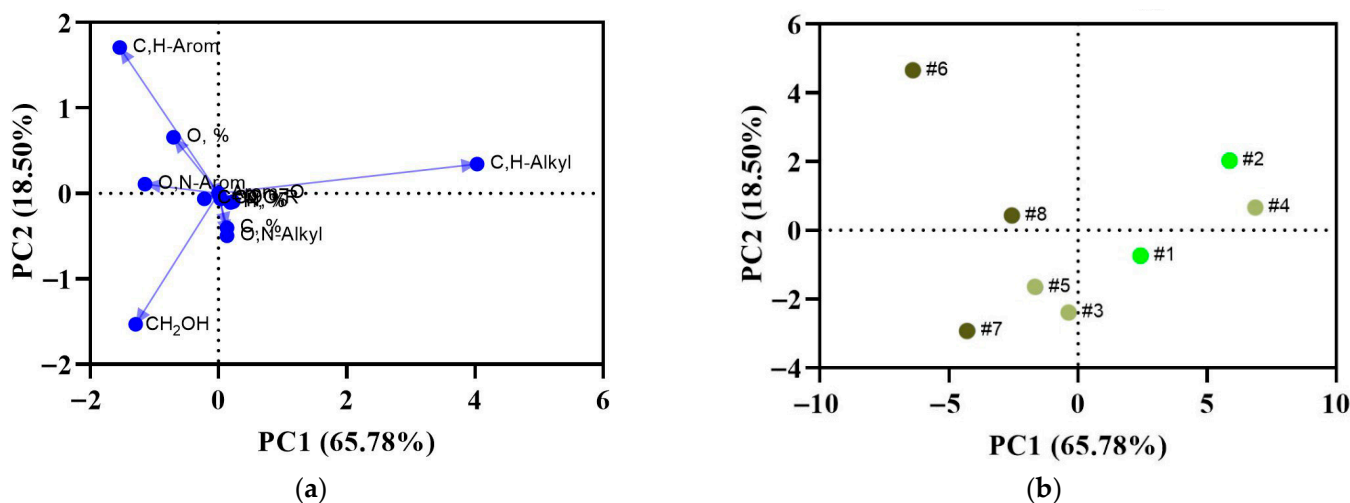 2
1
0
−1
−2
PC2 (18.50%)
C,H-Arom
O, %
O,N-Arom
C,H-Alkyl
C, %
O,N-Alkyl
CH₂OH
−2
0
2
4
6
PC1 (65.78%)
(a)
6
4
2
0
−2
−4
PC2 (18.50%)
#6
#2
#4
#8
#1
#5
#3
#7
−10
−5
0
5
10
PC1 (65.78%)
(b)